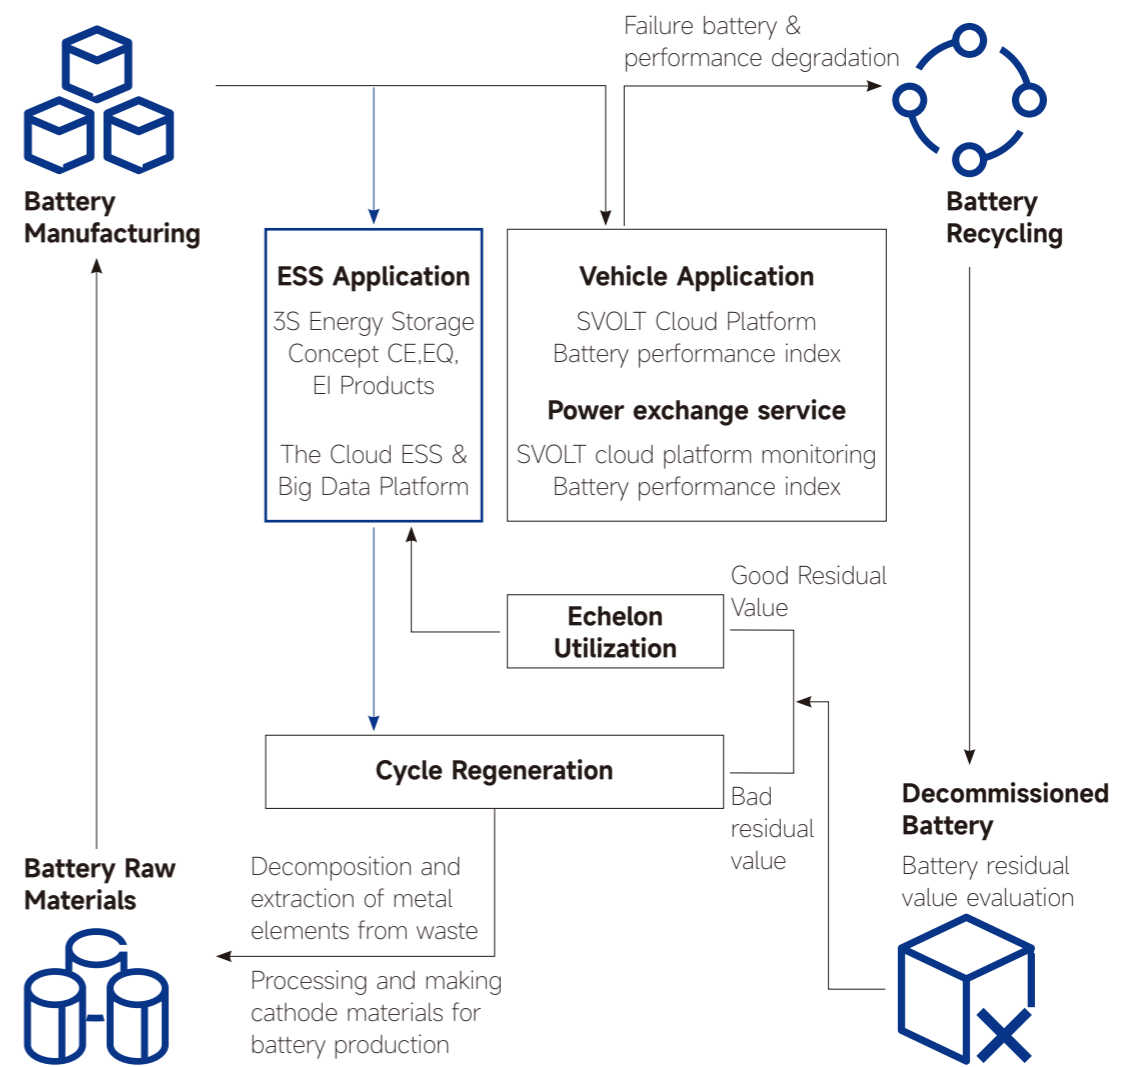 Failure battery &
performance degradation
Battery
Manufacturing
Battery
Recycling
ESS Application
3S Energy Storage
Concept CE,EQ,
EI Products
The Cloud ESS &
Big Data Platform
Vehicle Application
SVOLT Cloud Platform
Battery performance index
Power exchange service
SVOLT cloud platform monitoring
Battery performance index
Good Residual
Value
Echelon
Utilization
Cycle Regeneration
Bad
residual
value
Decommissioned
Battery
Battery residual
value evaluation
Battery Raw
Materials
Decomposition and
extraction of metal
elements from waste
Processing and making
cathode materials for
battery production